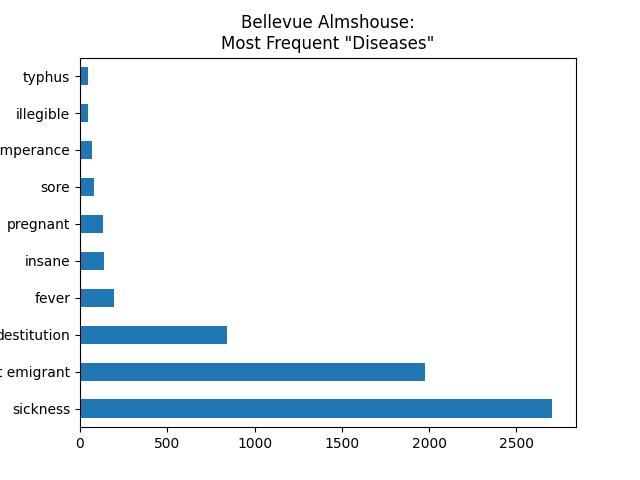 Bellevue Almshouse:
Most Frequent "Diseases"
typhus
illegible
mperance
sore
pregnant
insane
fever
destitution
t emigrant
sickness
0 500 1000 1500 2000 2500